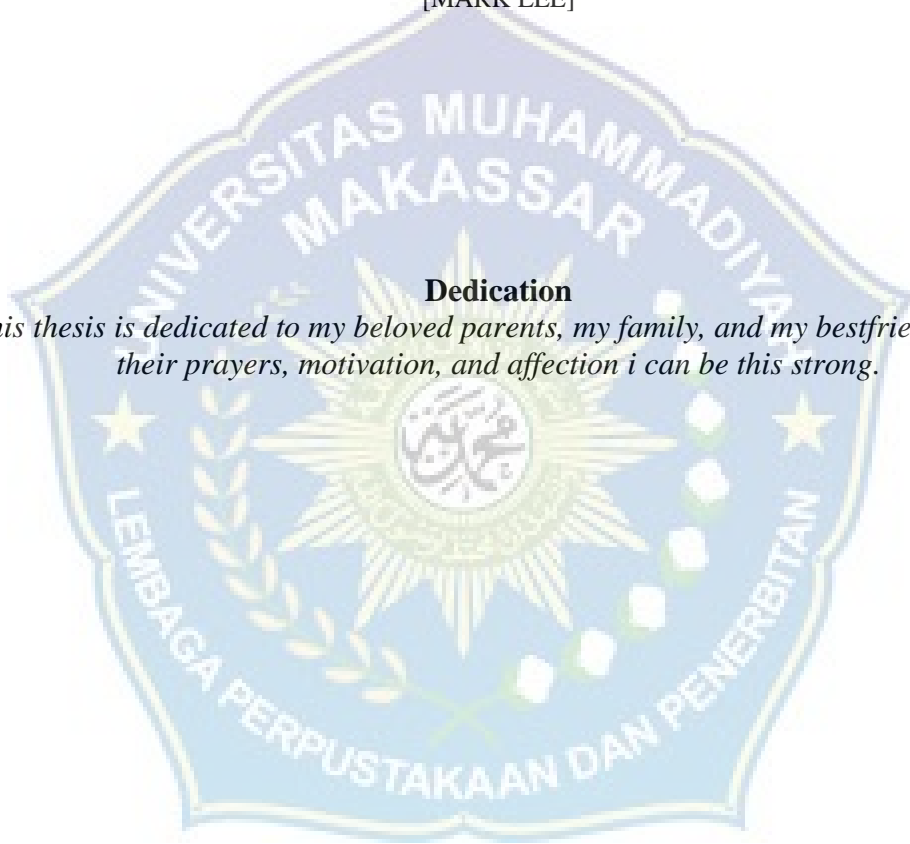 [MARK LEE]
UNIVERSITAS MUHAMMADIYAH
MAKASSAR
Dedication
his thesis is dedicated to my beloved parents, my family, and my bestfrie
their prayers, motivation, and affection i can be this strong.
LEMBAGA PERPUSTAKAAN DAN PENERBITAN